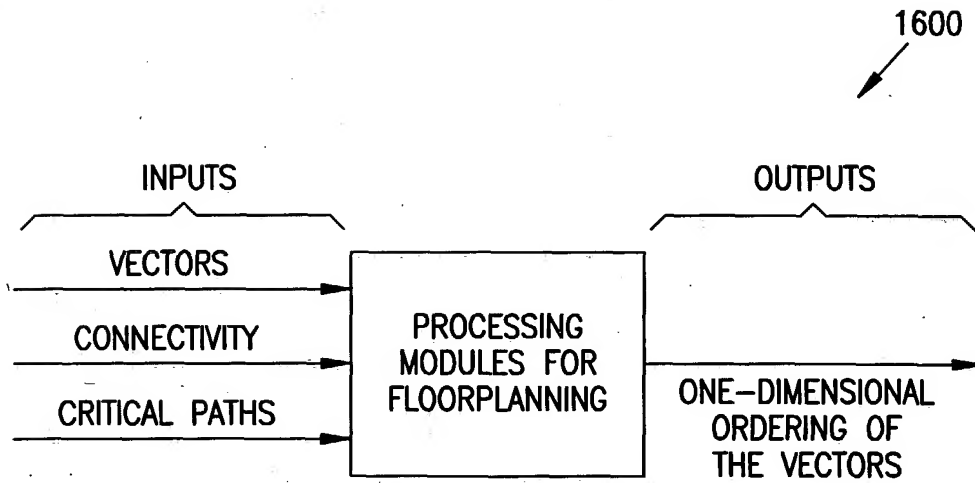 1600
INPUTS
OUTPUTS
VECTORS
CONNECTIVITY
CRITICAL PATHS
PROCESSING
MODULES FOR
FLOORPLANNING
ONE-DIMENSIONAL
ORDERING OF
THE VECTORS